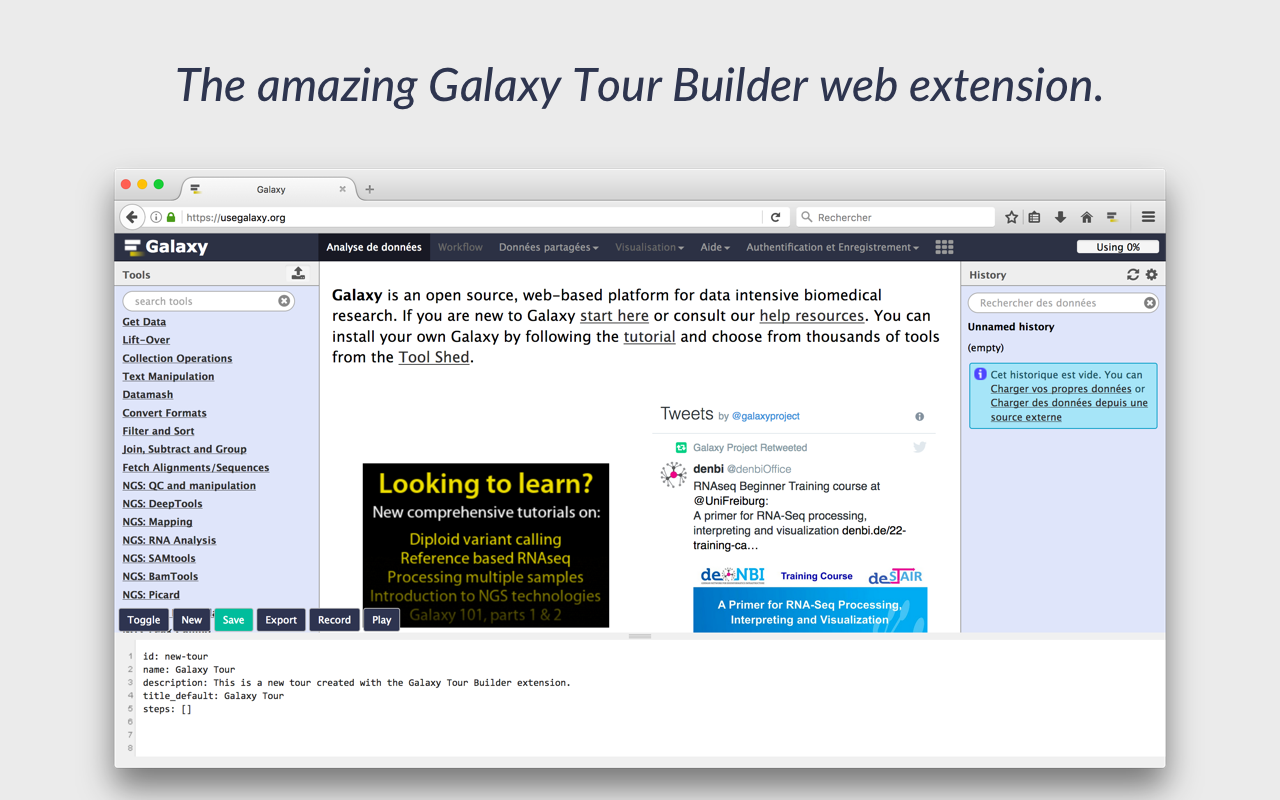 The amazing Galaxy Tour Builder web extension.
Galaxy
https://usegalaxy.org
Rechercher
Galaxy
Analyse de données
Workflow
Données partagées
Visualisation
Aide
Authentification et Enregistrement
Using 0%
Tools
search tools
Get Data
Lift-Over
Collection Operations
Text Manipulation
Datamash
Convert Formats
Filter and Sort
Join, Subtract and Group
Fetch Alignments/Sequences
NGS: QC and manipulation
NGS: DeepTools
NGS: Mapping
NGS: RNA Analysis
NGS: SAMtools
NGS: BamTools
NGS: Picard
Galaxy is an open source, web-based platform for data intensive biomedical
research. If you are new to Galaxy start here or consult our help resources. You can
install your own Galaxy by following the tutorial and choose from thousands of tools
from the Tool Shed.
Looking to learn?
New comprehensive tutorials on:
Diploid variant calling
Reference based RNAseq
Processing multiple samples
Introduction to NGS technologies
Galaxy 101, parts 1 & 2
Tweets by @galaxyproject
Galaxy Project Retweeted
denbi @denbiOffice
RNAseq Beginner Training course at
@UniFreiburg:
A primer for RNA-Seq processing,
interpreting and visualization denbi.de/22-
training-ca…
de.NBI
Training Course
deSTAIR
A Primer for RNA-Seq Processing,
Interpreting and Visualization
History
Rechercher des données
Unnamed history
(empty)
Cet historique est vide. You can
Charger vos propres données or
Charger des données depuis une
source externe
Toggle
New
Save
Export
Record
Play
1 id: new-tour
2 name: Galaxy Tour
3 description: This is a new tour created with the Galaxy Tour Builder extension.
4 title_default: Galaxy Tour
5 steps: []
6
7
8